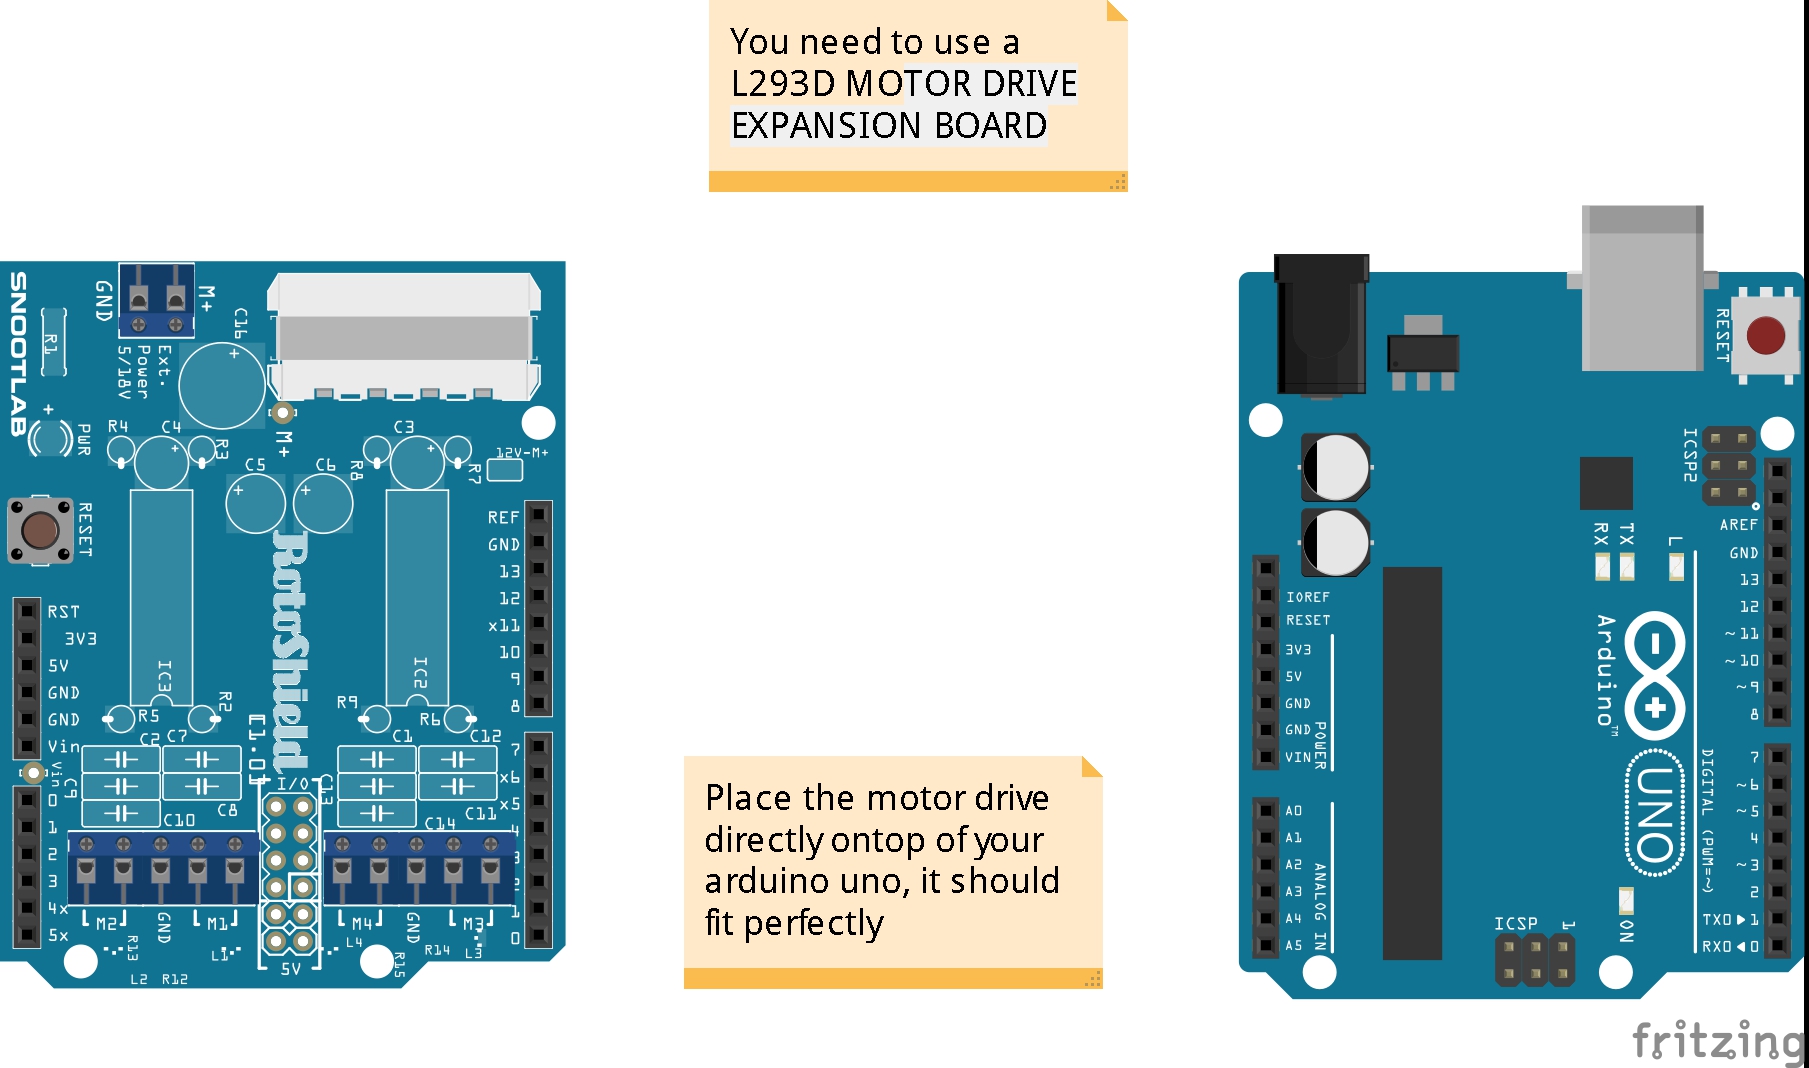 You need to use a
L293D MOTOR DRIVE
EXPANSION BOARD
SNOOTLAB
GND
M+
R1
Ext.
Power
5/18V
C16
+
PWR
R4
C4
R3
C5
C6
R8
C3
R7
M+
12V-M+
RESET
RotoShield
IC3
IC2
REF
GND
13
12
x11
10
9
8
RST
3V3
5V
GND
GND
Vin
R5
R2
R9
R6
[1.0]
7
x6
x5
4
3
2
1
0
Vin
0
1
2
3
4x
5x
C2
C7
C9
C8
C10
I/O
C13
C1
C12
C11
C14
M2
GND
M1
M4
GND
M3
R13
L1
L4
R15
R14
L3
5V
L2
R12
Place the motor drive
directly ontop of your
arduino uno, it should
fit perfectly
RESET
ICSP2
RX
TX
L
AREF
GND
13
12
~11
~10
~9
8
IOREF
RESET
3V3
5V
GND
GND
VIN
POWER
Arduino™
UNO
DIGITAL (PWM=~)
7
~6
~5
4
~3
2
TX0▶1
RX0◀0
A0
A1
A2
A3
A4
A5
ANALOG IN
ON
ICSP
1
fritzing